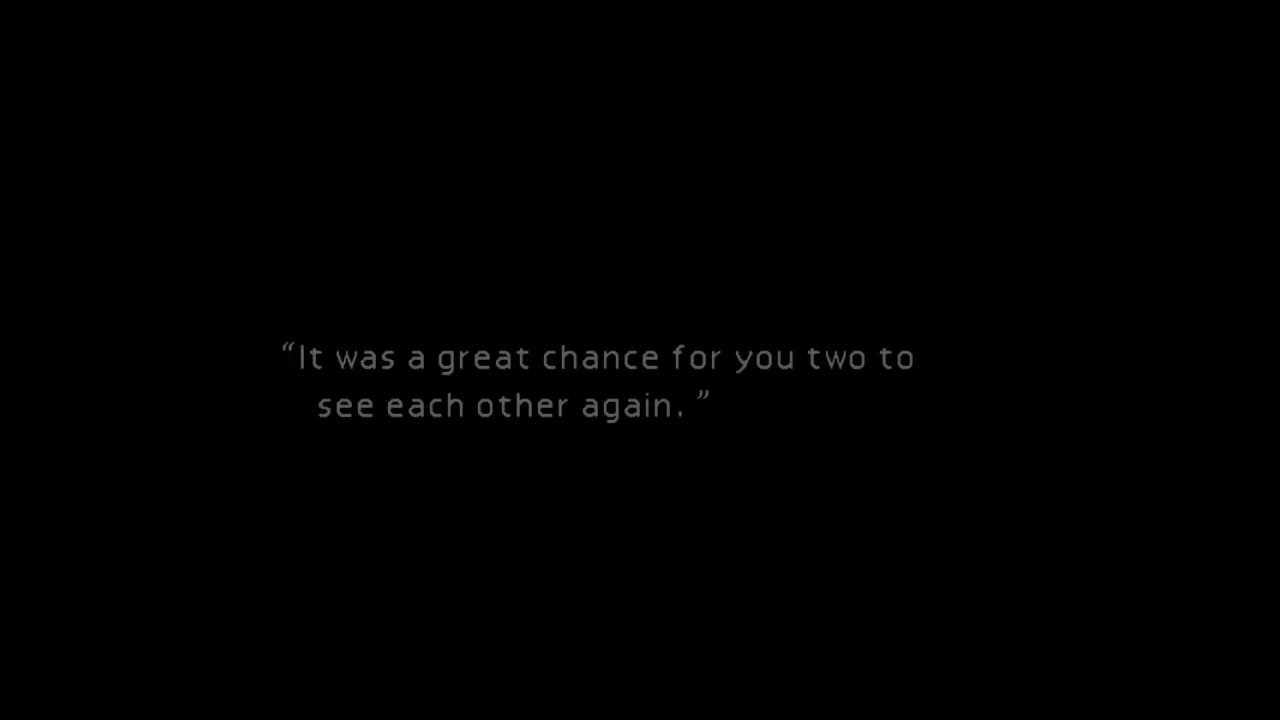 “It was a great chance for you two to
see each other again. ”